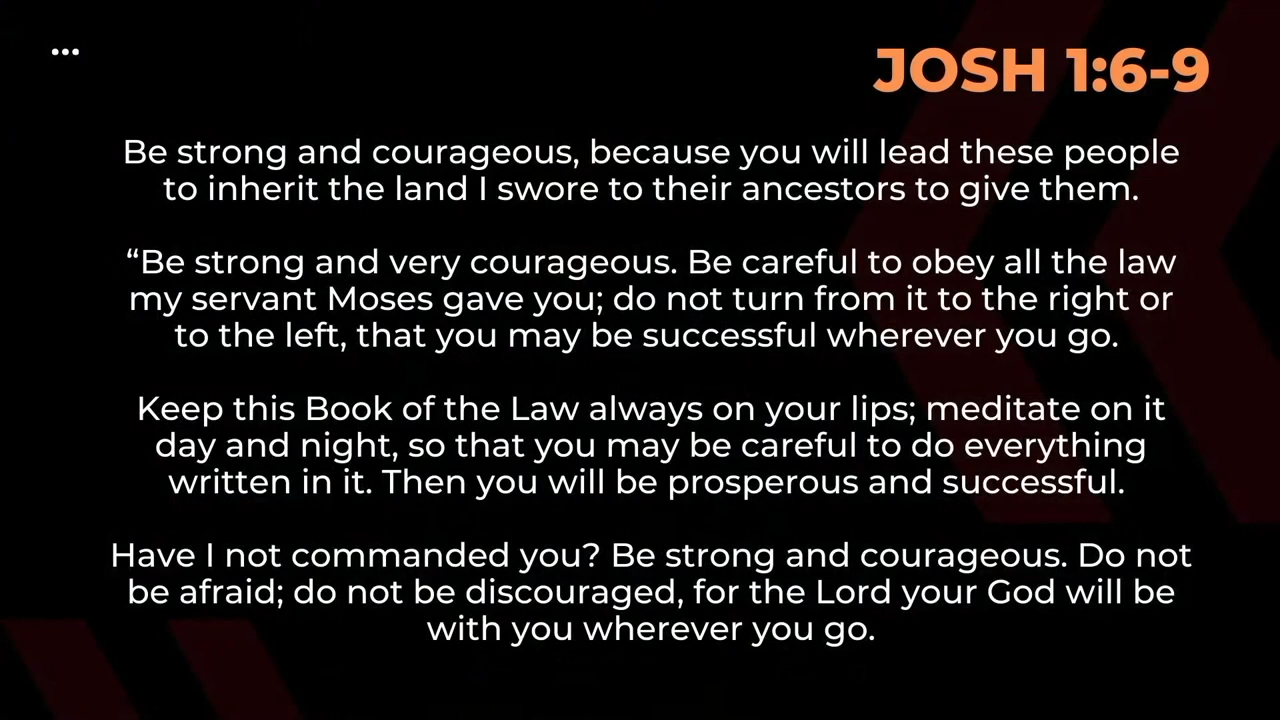 JOSH 1:6-9
Be strong and courageous, because you will lead these people
to inherit the land I swore to their ancestors to give them.
“Be strong and very courageous. Be careful to obey all the law
my servant Moses gave you; do not turn from it to the right or
to the left, that you may be successful wherever you go.
Keep this Book of the Law always on your lips; meditate on it
day and night, so that you may be careful to do everything
written in it. Then you will be prosperous and successful.
Have I not commanded you? Be strong and courageous. Do not
be afraid; do not be discouraged, for the Lord your God will be
with you wherever you go.